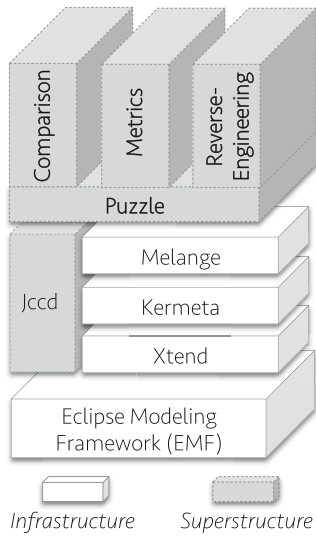 Comparison
Metrics
Reverse-
Engineering
Puzzle
Jccd
Melange
Kermeta
Xtend
Eclipse Modeling
Framework (EMF)
Infrastructure
Superstructure